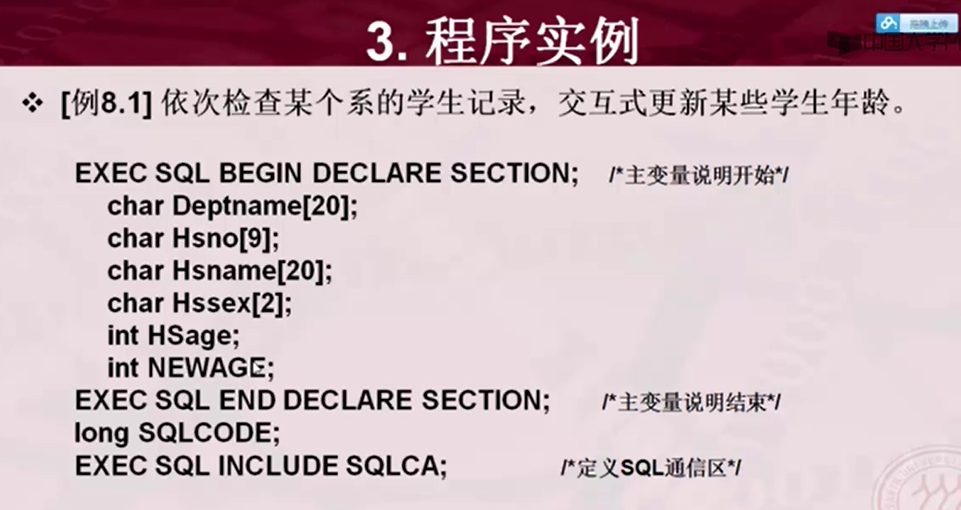 3. 程序实例
拖拽上传
中国大学
❖ [例8.1] 依次检查某个系的学生记录，交互式更新某些学生年龄。
EXEC SQL BEGIN DECLARE SECTION; /*主变量说明开始*/
char Deptname[20];
char Hsno[9];
char Hsname[20];
char Hssex[2];
int HSage;
int NEWAGE;
EXEC SQL END DECLARE SECTION; /*主变量说明结束*/
long SQLCODE;
EXEC SQL INCLUDE SQLCA; /*定义SQL通信区*/